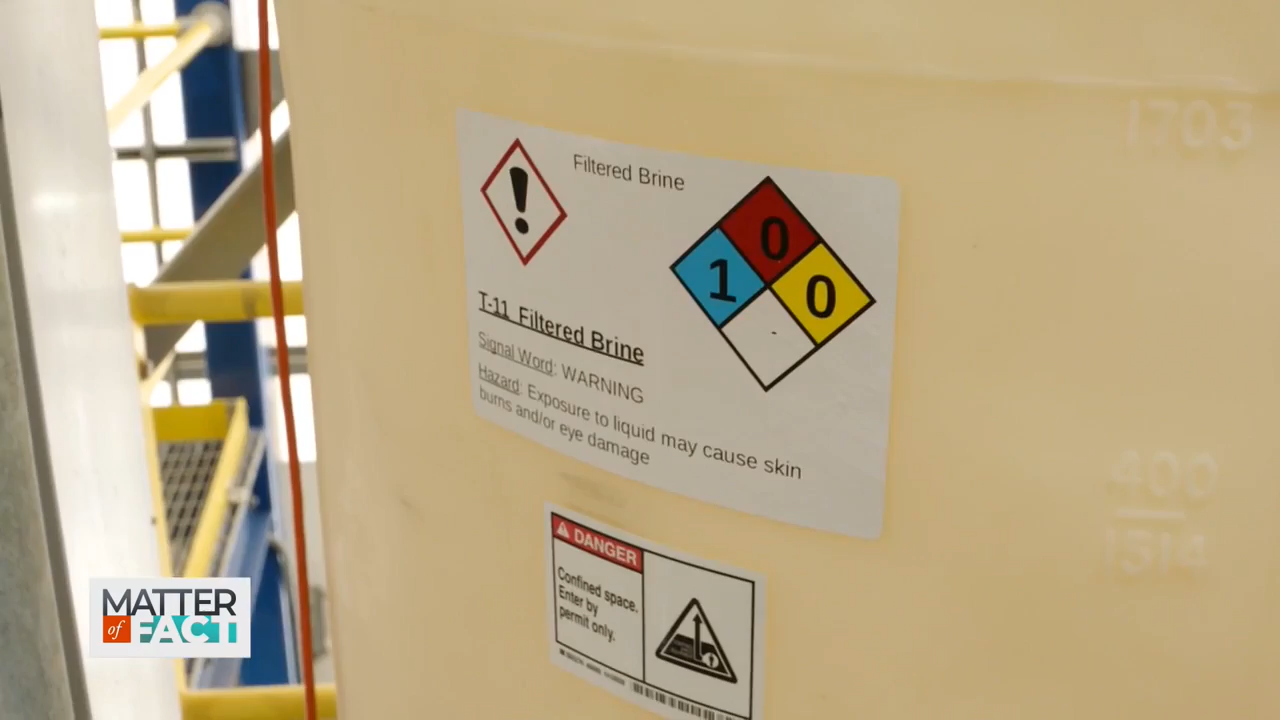 1703
Filtered Brine
!
0
1
0
-
T-11 Filtered Brine
Signal Word: WARNING
Hazard: Exposure to liquid may cause skin
burns and/or eye damage
400
1514
DANGER
Confined space.
Enter by
permit only.
MATTER
of FACT